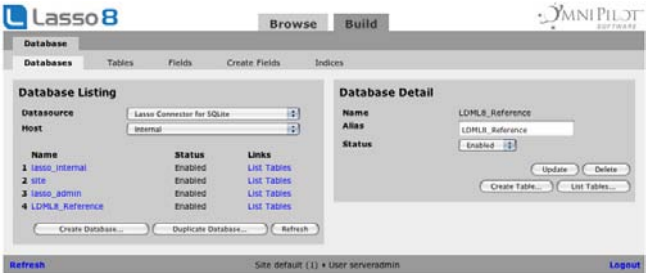 Lasso 8
Browse Build
OMNIPILOT
SOFTWARE
Database
Databases Tables Fields Create Fields Indices
Database Listing
Datasource Lasso Connector for SQLite
Host Internal
Name Status Links
1 lasso_internal Enabled List Tables
2 site Enabled List Tables
3 lasso_admin Enabled List Tables
4 LDML8_Reference Enabled List Tables
Create Database... Duplicate Database... Refresh
Database Detail
Name LDML8_Reference
Alias LDML8_Reference
Status Enabled
Update Delete
Create Table... List Tables...
Refresh Site default (1) • User serveradmin Logout